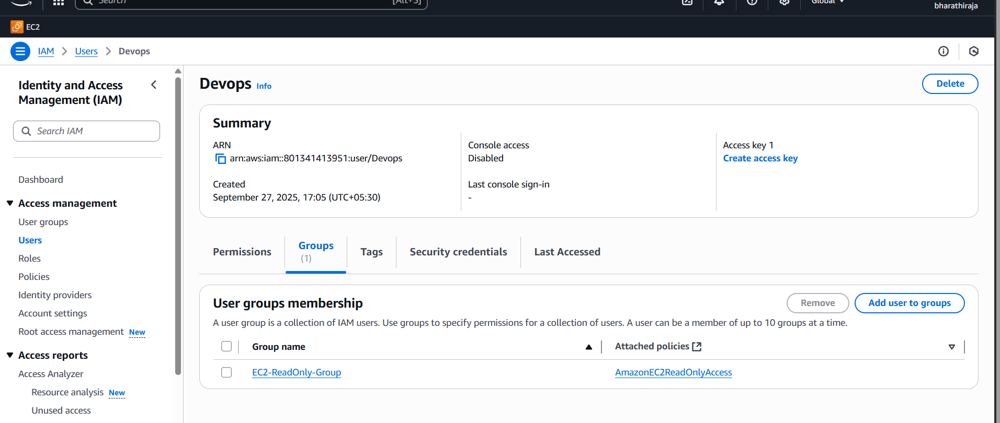 Search [Alt+S] Global
bharathiraja
EC2
IAM Users Devops
Identity and Access
Management (IAM)
Search IAM
Dashboard
Access management
User groups
Users
Roles
Policies
Identity providers
Account settings
Root access management New
Access reports
Access Analyzer
Resource analysis New
Unused access
Devops Info
Delete
Summary
ARN
arn:aws:iam::801341413951:user/Devops
Created
September 27, 2025, 17:05 (UTC+05:30)
Console access
Disabled
Last console sign-in
-
Access key 1
Create access key
Permissions
Groups
(1)
Tags
Security credentials
Last Accessed
User groups membership
Remove
Add user to groups
A user group is a collection of IAM users. Use groups to specify permissions for a collection of users. A user can be a member of up to 10 groups at a time.
Group name Attached policies
EC2-ReadOnly-Group AmazonEC2ReadOnlyAccess